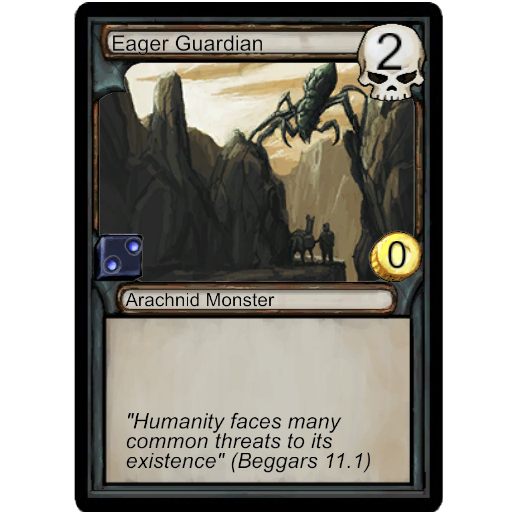 Eager Guardian
2
0
Arachnid Monster
"Humanity faces many
common threats to its
existence" (Beggars 11.1)